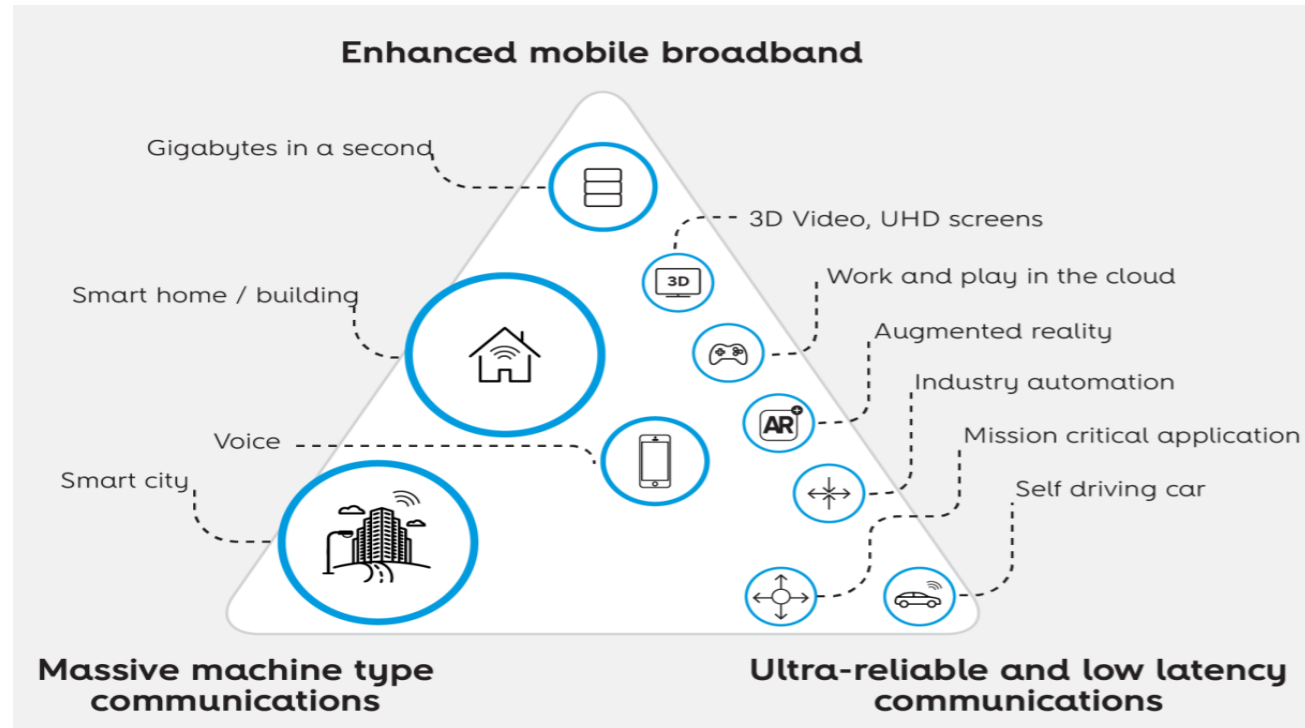 Enhanced mobile broadband
Gigabytes in a second
3D Video, UHD screens
3D
Smart home / building
Work and play in the cloud
Augmented reality
AR+
Industry automation
Voice
Mission critical application
Smart city
Self driving car
Massive machine type
communications
Ultra-reliable and low latency
communications